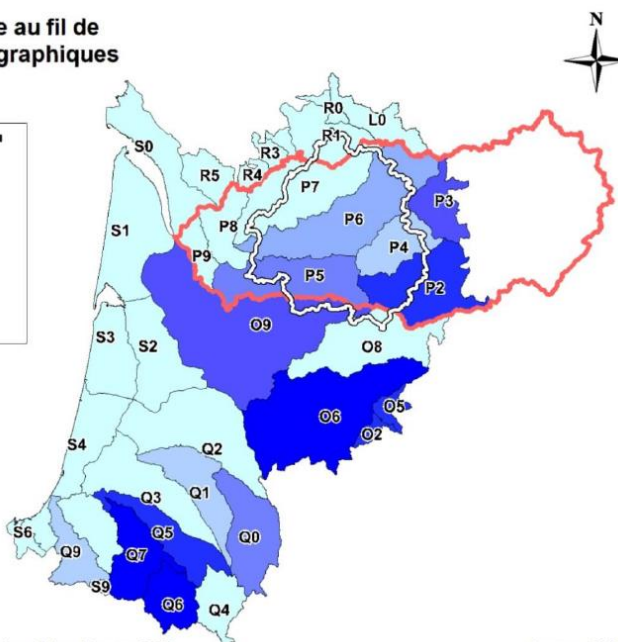 e au fil de
graphiques
N
R0
L0
R1
S0
R3
R5
R4
P7
P3
S1
P8
P6
P4
P9
P5
P2
O9
S3
S2
O8
O6
O5
O2
S4
Q2
Q1
Q3
Q0
S6
Q5
Q9
Q7
S9
Q6
Q4